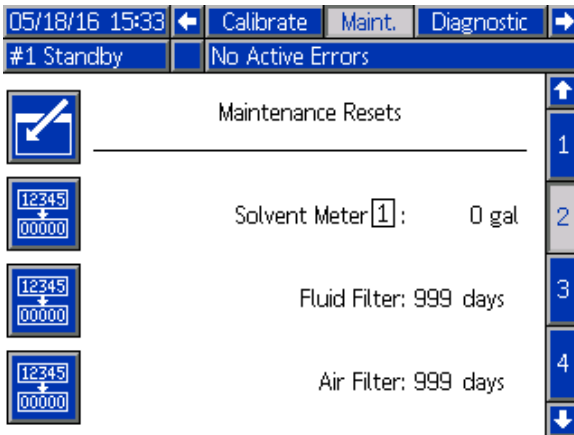 05/18/16 15:33 Calibrate Maint. Diagnostic
#1 Standby No Active Errors
Maintenance Resets
1
12345
00000
Solvent Meter 1 : 0 gal
2
12345
00000
Fluid Filter: 999 days
3
12345
00000
Air Filter: 999 days
4